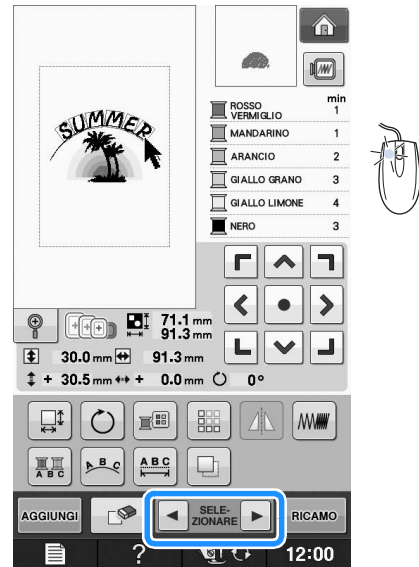 SUMMER
min
ROSSO VERMIGLIO 1
MANDARINO 1
ARANCIO 2
GIALLO GRANO 3
GIALLO LIMONE 4
NERO 3
71.1 mm
91.3 mm
30.0 mm 91.3 mm
+ 30.5 mm + 0.0 mm 0°
A B C
A B C
A B C
AGGIUNGI
SELE-
ZIONARE
RICAMO
?
12:00